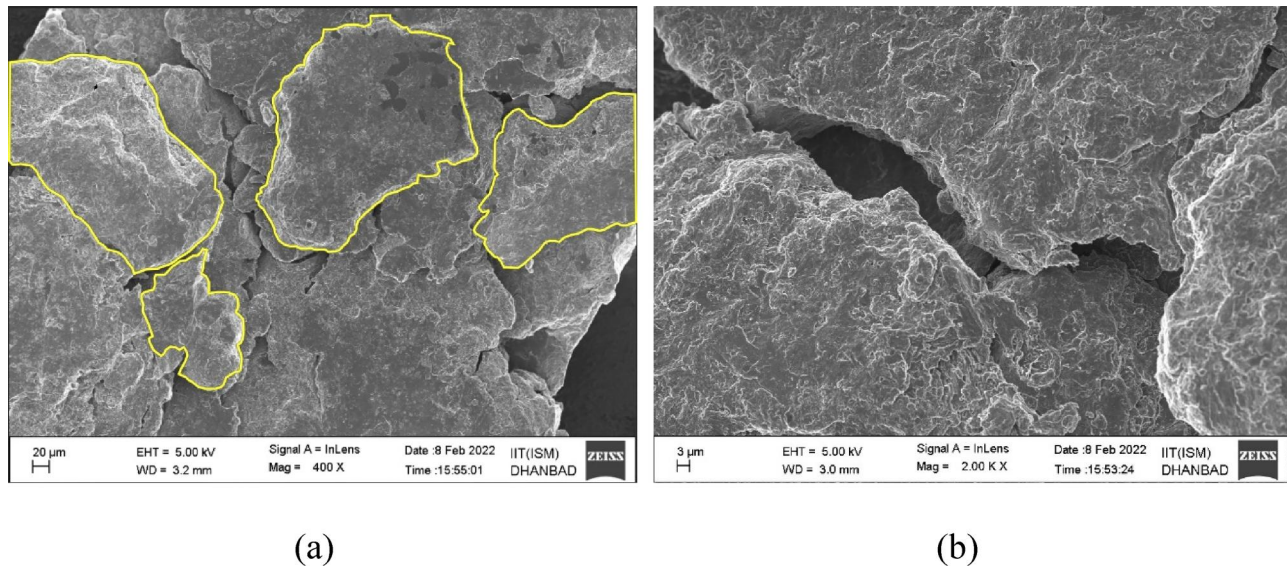 20 µm
EHT = 5.00 kV
WD = 3.2 mm
Signal A = InLens
Mag = 400 X
Date :8 Feb 2022
Time :15:55:01
IIT(ISM)
DHANBAD
ZEISS
3 µm
EHT = 5.00 kV
WD = 3.0 mm
Signal A = InLens
Mag = 2.00 K X
Date :8 Feb 2022
Time :15:53:24
IIT(ISM)
DHANBAD
ZEISS
(a)
(b)